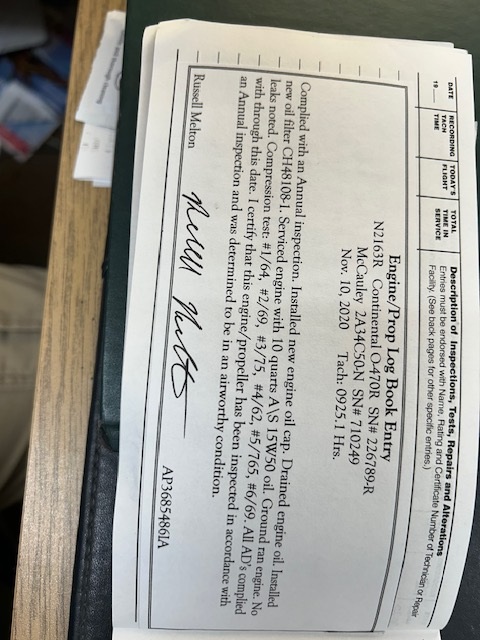 DATE
19
RECORDING
TACH
TIME
TODAY'S
FLIGHT
TOTAL
TIME IN
SERVICE
Description of Inspections, Tests, Repairs and Alterations
Entries must be endorsed with Name, Rating and Certificate Number of Technician or Repair
Facility. (See back pages for other specific entries.)
Engine/Prop Log Book Entry
N2163R Continental O-470R SN# 226789-R
McCauley 2A34C50-N SN# 710249
Nov. 10, 2020 Tach: 0925.1 Hrs.
Complied with an Annual inspection. Installed new engine oil cap. Drained engine oil. Installed
new oil filter CH48108-1. Serviced engine with 10 quarts A\S 15W50 oil. Ground ran engine. No
leaks noted. Compression test: #1/64, #2/69, #3/75, #4/62, #5/765, #6/69. All AD's complied
with through this date. I certify that this engine/propeller has been inspected in accordance with
an Annual inspection and was determined to be in an airworthy condition.
Russell Melton
AP3685486IA